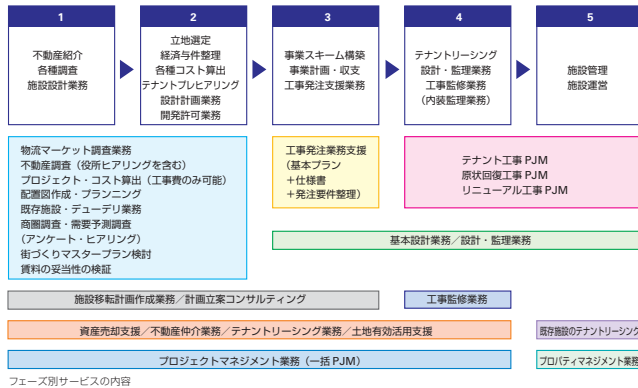 1
不動産紹介
各種調査
施設設計業務
2
立地選定
経済与件整理
各種コスト算出
テナントプレヒアリング
設計計画業務
開発許可業務
3
事業スキーム構築
事業計画・収支
工事発注支援業務
4
テナントリーシング
設計・監理業務
工事監修業務
(内装監理業務)
5
施設管理
施設運営
物流マーケット調査業務
不動産調査（役所ヒアリングを含む）
プロジェクト・コスト算出（工事費のみ可能）
配置図作成・プランニング
既存施設・デューデリ業務
商圏調査・需要予測調査
（アンケート・ヒアリング）
街づくりマスタープラン検討
賃料の妥当性の検証
工事発注業務支援
（基本プラン
＋仕様書
＋発注要件整理）
テナント工事 PJM
原状回復工事 PJM
リニューアル工事 PJM
基本設計業務／設計・監理業務
施設移転計画作成業務／計画立案コンサルティング
工事監修業務
資産売却支援／不動産仲介業務／テナントリーシング業務／土地有効活用支援
既存施設のテナントリーシング
プロジェクトマネジメント業務（一括 PJM）
プロパティマネジメント業務
フェーズ別サービスの内容